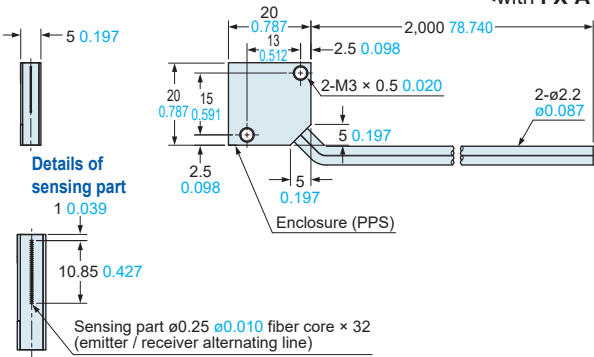 with FX-A
20
0.787
2,000 78.740
5 0.197
13
0.512
2.5 0.098
2-M3 × 0.5 0.020
20
0.787
15
0.591
2-ø2.2
ø0.087
5 0.197
2.5
0.098
5
0.197
Enclosure (PPS)
Details of
sensing part
1 0.039
10.85 0.427
Sensing part ø0.25 ø0.010 fiber core × 32
(emitter / receiver alternating line)